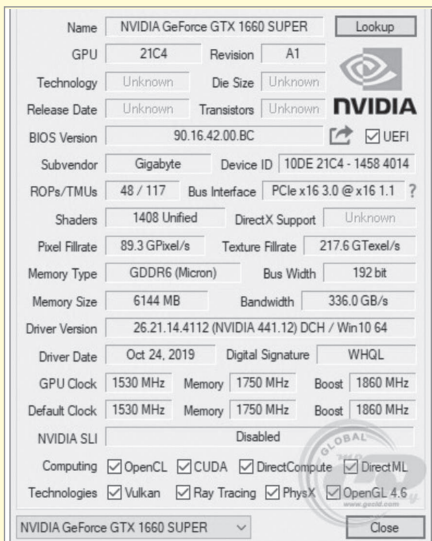 Name NVIDIA GeForce GTX 1660 SUPER Lookup
GPU 21C4 Revision A1
Technology Unknown Die Size Unknown
Release Date Unknown Transistors Unknown NVIDIA
BIOS Version 90.16.42.00.BC UEFI
Subvendor Gigabyte Device ID 10DE 21C4 - 1458 4014
ROPs/TMUs 48 / 117 Bus Interface PCIe x16 3.0 @ x16 1.1 ?
Shaders 1408 Unified DirectX Support Unknown
Pixel Fillrate 89.3 GPixel/s Texture Fillrate 217.6 GTexel/s
Memory Type GDDR6 (Micron) Bus Width 192 bit
Memory Size 6144 MB Bandwidth 336.0 GB/s
Driver Version 26.21.14.4112 (NVIDIA 441.12) DCH / Win10 64
Driver Date Oct 24, 2019 Digital Signature WHQL
GPU Clock 1530 MHz Memory 1750 MHz Boost 1860 MHz
Default Clock 1530 MHz Memory 1750 MHz Boost 1860 MHz
NVIDIA SLI Disabled
GLOBAL
Computing OpenCL CUDA DirectCompute DirectML
Technologies Vulkan Ray Tracing PhysX OpenGL 4.6
www.geold.com
NVIDIA GeForce GTX 1660 SUPER Close